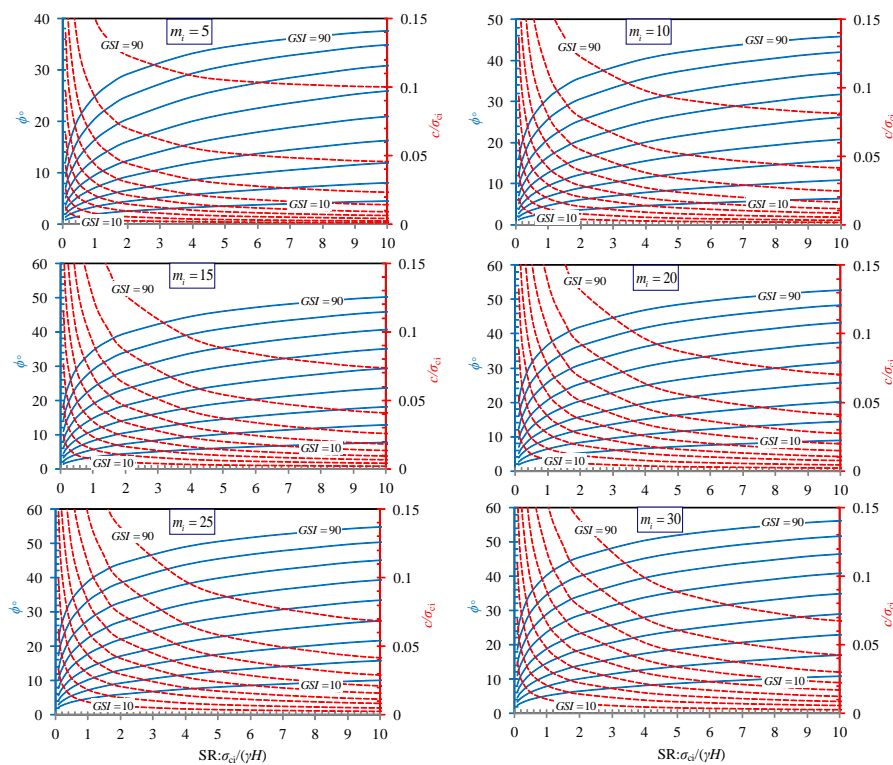 m_i = 5
GSI = 90
GSI = 90
GSI = 10
GSI = 10
40
30
20
10
0
ϕ°
0.15
0.1
0.05
0
c/σ_ci
0 1 2 3 4 5 6 7 8 9 10
m_i = 10
GSI = 90
GSI = 90
GSI = 10
GSI = 10
50
40
30
20
10
0
ϕ°
0.15
0.1
0.05
0
c/σ_ci
0 1 2 3 4 5 6 7 8 9 10
m_i = 15
GSI = 90
GSI = 90
GSI = 10
GSI = 10
60
50
40
30
20
10
0
ϕ°
0.15
0.1
0.05
0
c/σ_ci
0 1 2 3 4 5 6 7 8 9 10
m_i = 20
GSI = 90
GSI = 90
GSI = 10
GSI = 10
60
50
40
30
20
10
0
ϕ°
0.15
0.1
0.05
0
c/σ_ci
0 1 2 3 4 5 6 7 8 9 10
m_i = 25
GSI = 90
GSI = 90
GSI = 10
GSI = 10
60
50
40
30
20
10
0
ϕ°
0.15
0.1
0.05
0
c/σ_ci
0 1 2 3 4 5 6 7 8 9 10
SR:σ_ci/(γH)
m_i = 30
GSI = 90
GSI = 90
GSI = 10
GSI = 10
60
50
40
30
20
10
0
ϕ°
0.15
0.1
0.05
0
c/σ_ci
0 1 2 3 4 5 6 7 8 9 10
SR:σ_ci/(γH)